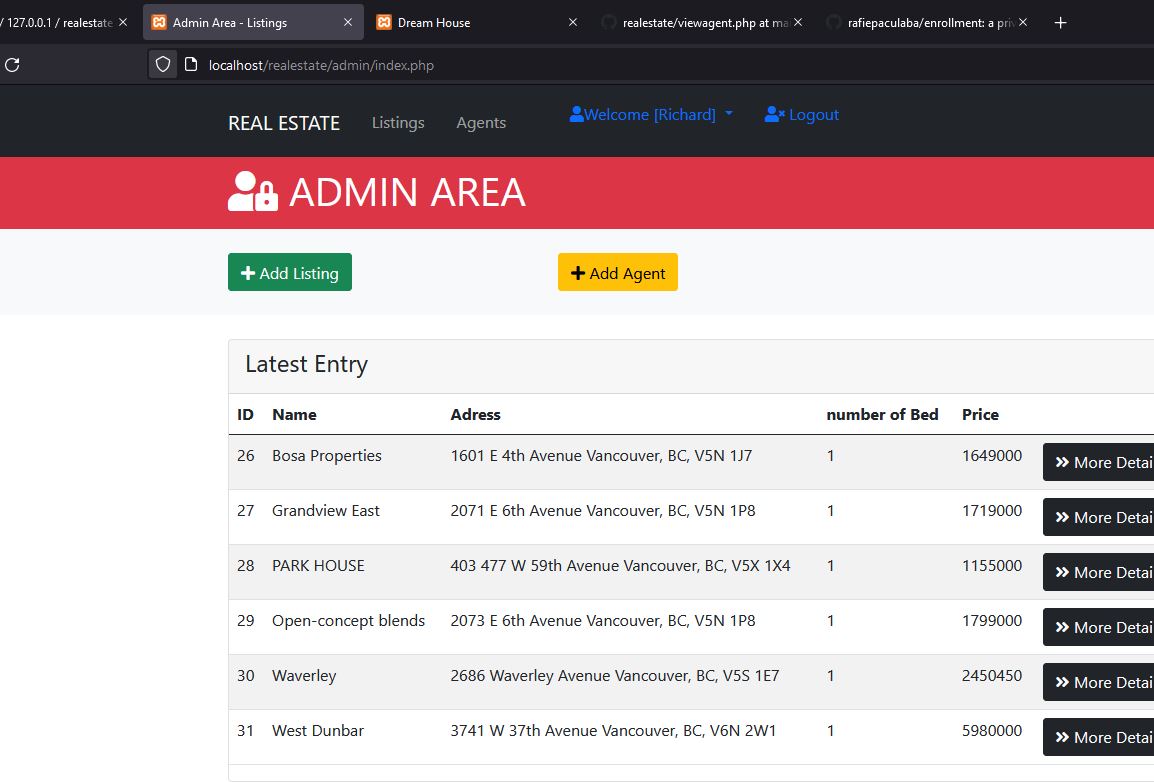 / 127.0.0.1 / realestate Admin Area - Listings Dream House realestate/viewagent.php at ma rafiepaculaba/enrollment: a priv
localhost/realestate/admin/index.php
REAL ESTATE Listings Agents Welcome [Richard] Logout
ADMIN AREA
Add Listing Add Agent
Latest Entry
ID Name Adress number of Bed Price
26 Bosa Properties 1601 E 4th Avenue Vancouver, BC, V5N 1J7 1 1649000 More Detai
27 Grandview East 2071 E 6th Avenue Vancouver, BC, V5N 1P8 1 1719000 More Detai
28 PARK HOUSE 403 477 W 59th Avenue Vancouver, BC, V5X 1X4 1 1155000 More Detai
29 Open-concept blends 2073 E 6th Avenue Vancouver, BC, V5N 1P8 1 1799000 More Detai
30 Waverley 2686 Waverley Avenue Vancouver, BC, V5S 1E7 1 2450450 More Detai
31 West Dunbar 3741 W 37th Avenue Vancouver, BC, V6N 2W1 1 5980000 More Detai